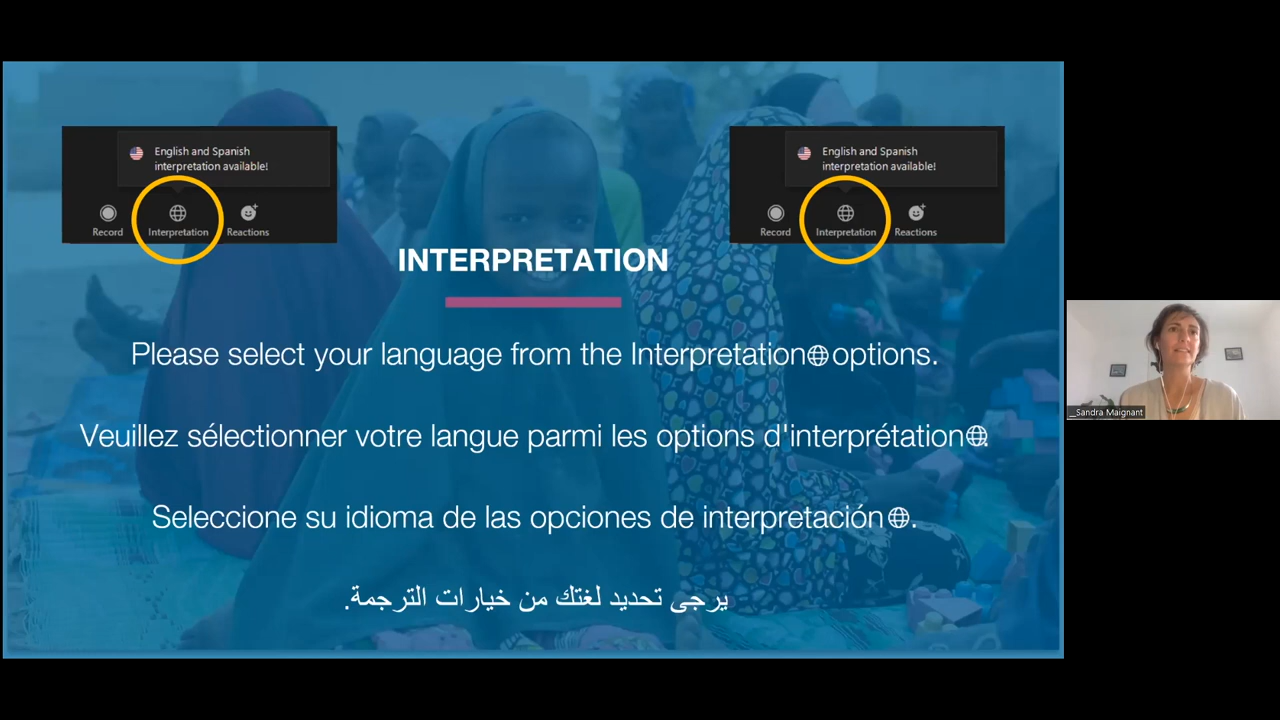 English and Spanish
interpretation available!
Record
Interpretation
Reactions
English and Spanish
interpretation available!
Record
Interpretation
Reactions
INTERPRETATION
Please select your language from the Interpretation options.
Veuillez sélectionner votre langue parmi les options d'interprétation.
Seleccione su idioma de las opciones de interpretación.
يرجى تحديد لغتك من خيارات الترجمة.
_Sandra Maignant